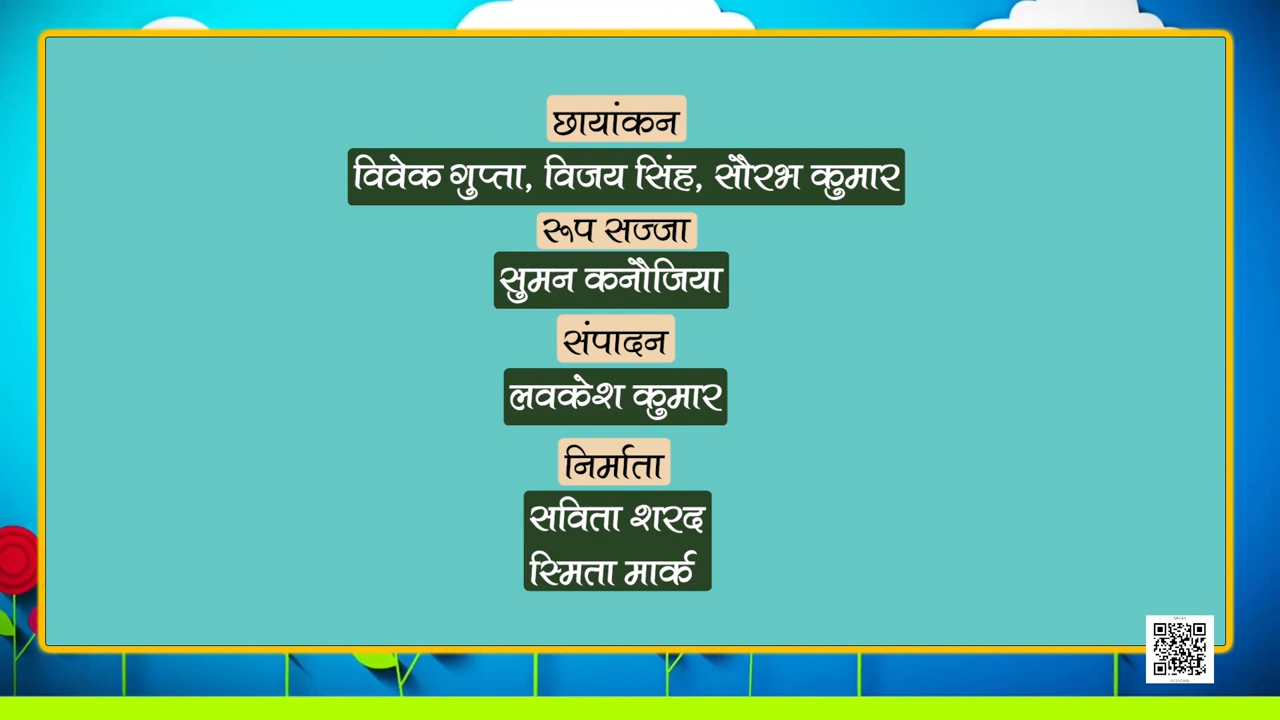 छायांकन
विवेक गुप्ता, विजय सिंह, सौरभ कुमार
रूप सज्जा
सुमन कनौजिया
संपादन
लवकेश कुमार
निर्माता
सविता शरद
स्मिता मार्क